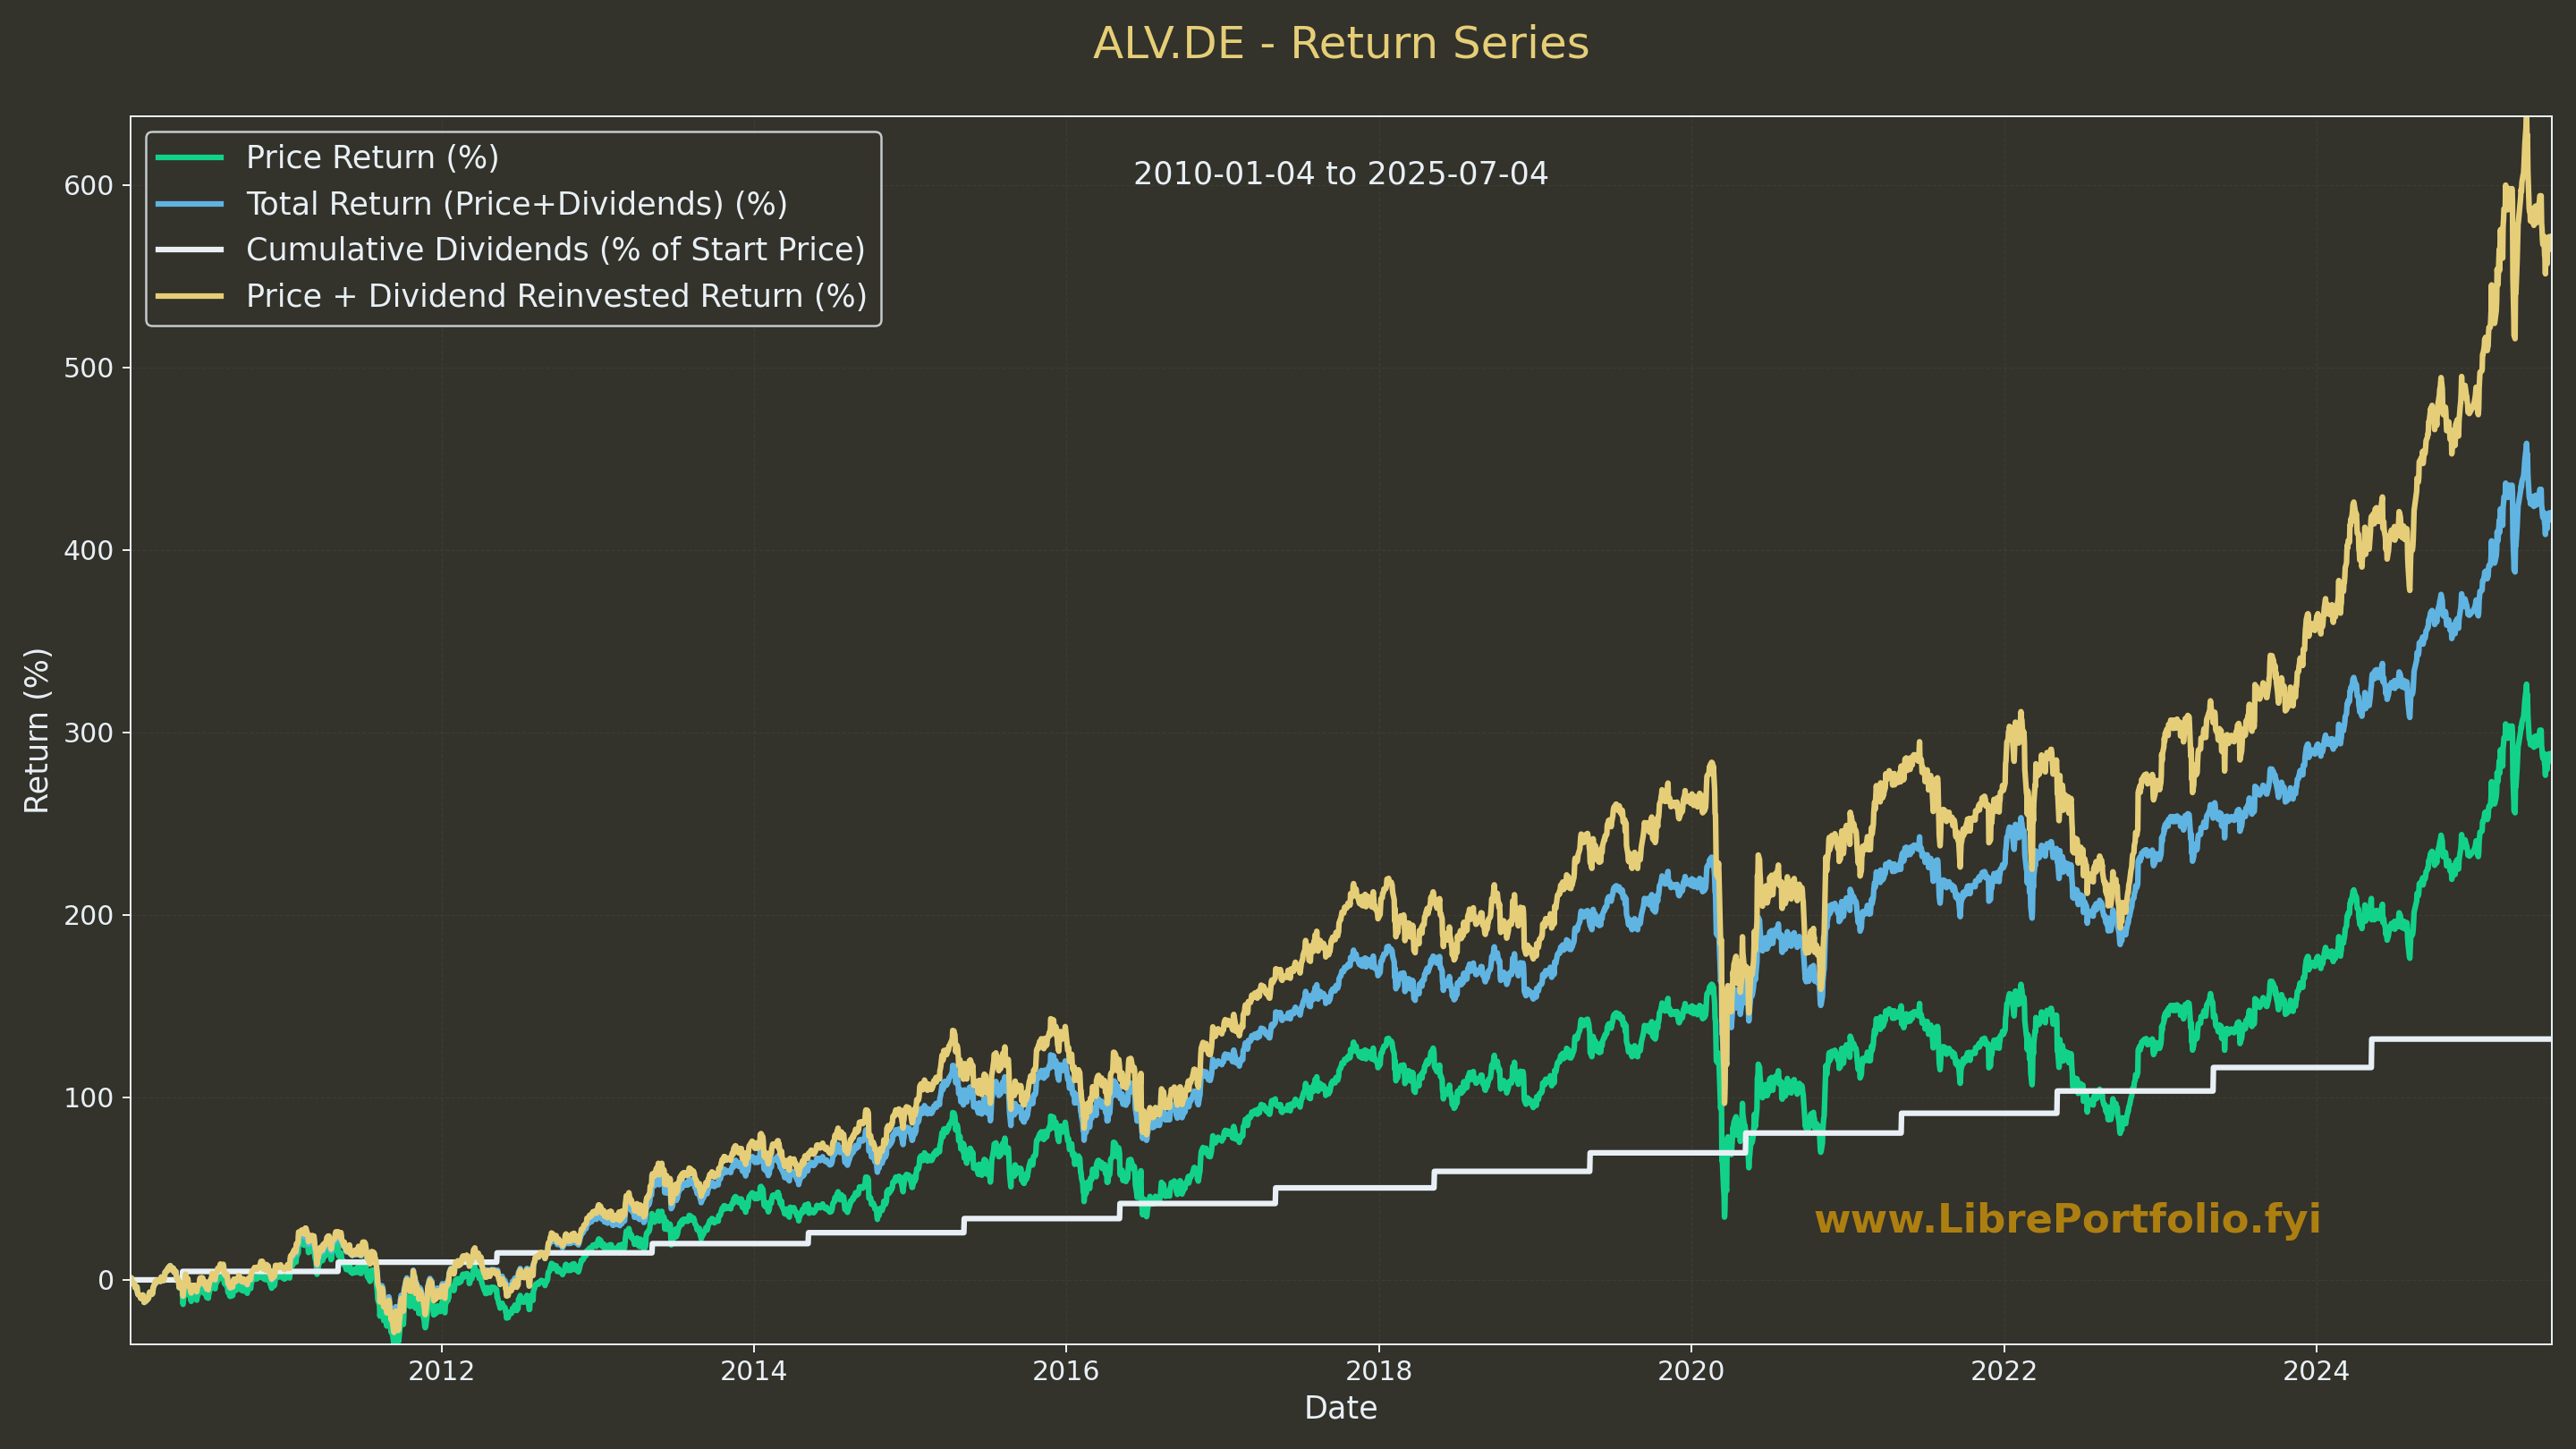 ALV.DE - Return Series
2010-01-04 to 2025-07-04
Price Return (%)
Total Return (Price+Dividends) (%)
Cumulative Dividends (% of Start Price)
Price + Dividend Reinvested Return (%)
Return (%)
600
500
400
300
200
100
0
www.LibrePortfolio.fyi
2012
2014
2016
2018
2020
2022
2024
Date